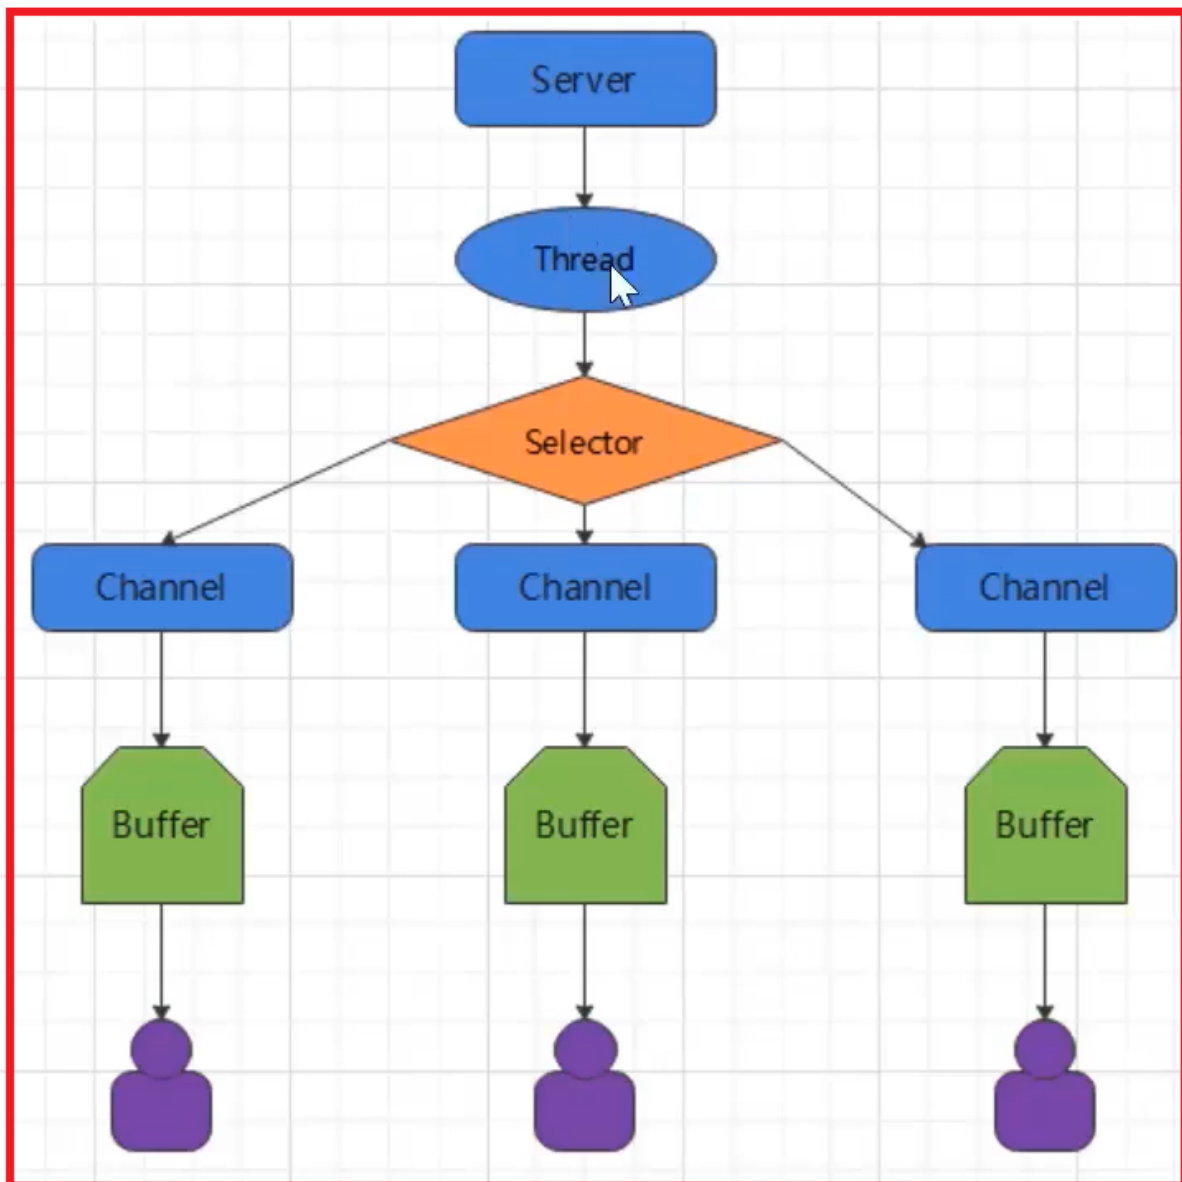 Server
Thread
Selector
Channel
Channel
Channel
Buffer
Buffer
Buffer